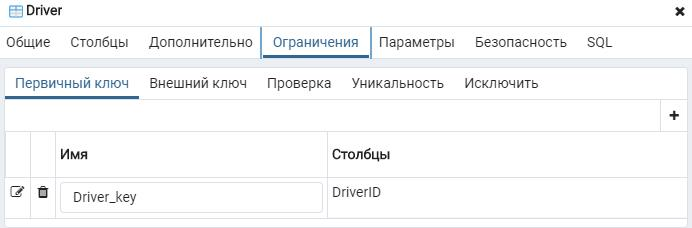 Driver
Общие Столбцы Дополнительно Ограничения Параметры Безопасность SQL
Первичный ключ Внешний ключ Проверка Уникальность Исключить
Имя Столбцы
Driver_key DriverID